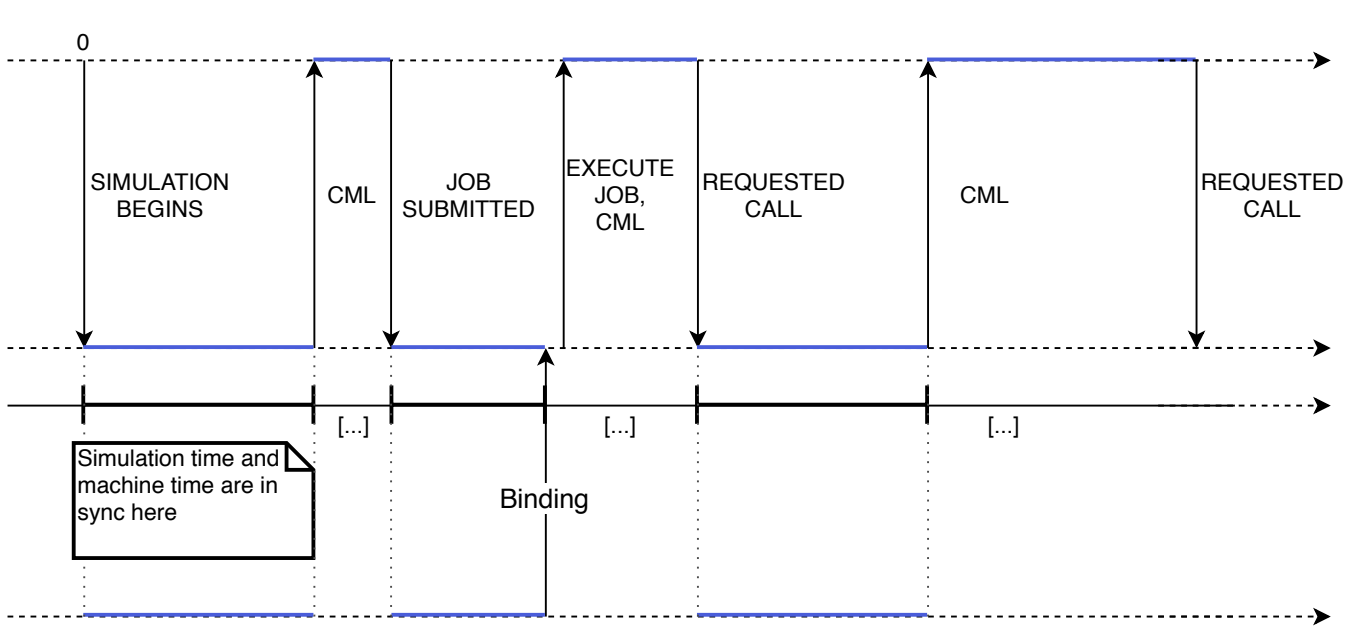 0
SIMULATION
BEGINS
CML
JOB
SUBMITTED
EXECUTE
JOB,
CML
REQUESTED
CALL
CML
REQUESTED
CALL
[...]
[...]
[...]
Simulation time and
machine time are in
sync here
Binding